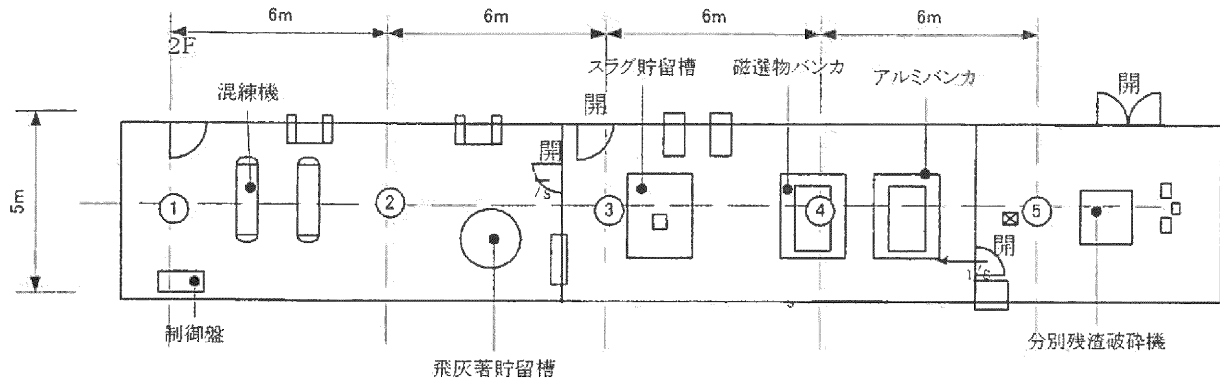 6m
6m
6m
6m
2F
スラグ貯留槽
磁選物バンカ
アルミバンカ
混練機
開
開
開
5m
1
2
3
4
5
開
制御盤
飛灰著貯留槽
分別残渣破砕機